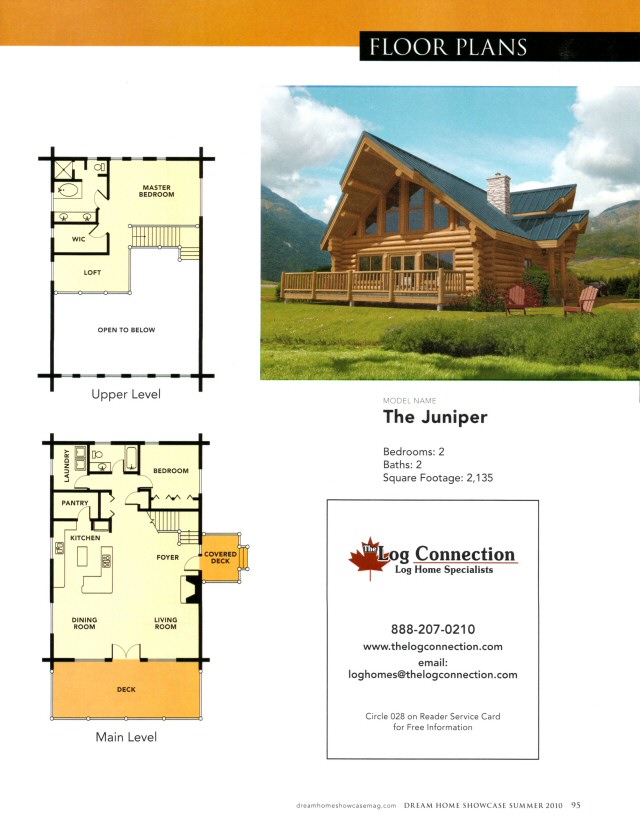 FLOOR PLANS
MASTER
BEDROOM
WIC
LOFT
OPEN TO BELOW
Upper Level
MODEL NAME
The Juniper
Bedrooms: 2
Baths: 2
Square Footage: 2,135
LAUNDRY
BEDROOM
PANTRY
KITCHEN
FOYER
COVERED
DECK
DINING
ROOM
LIVING
ROOM
DECK
Main Level
The Log Connection
Log Home Specialists
888-207-0210
www.thelogconnection.com
email:
loghomes@thelogconnection.com
Circle 028 on Reader Service Card
for Free Information
dreamhomeshowcasemag.com DREAM HOME SHOWCASE SUMMER 2010 95